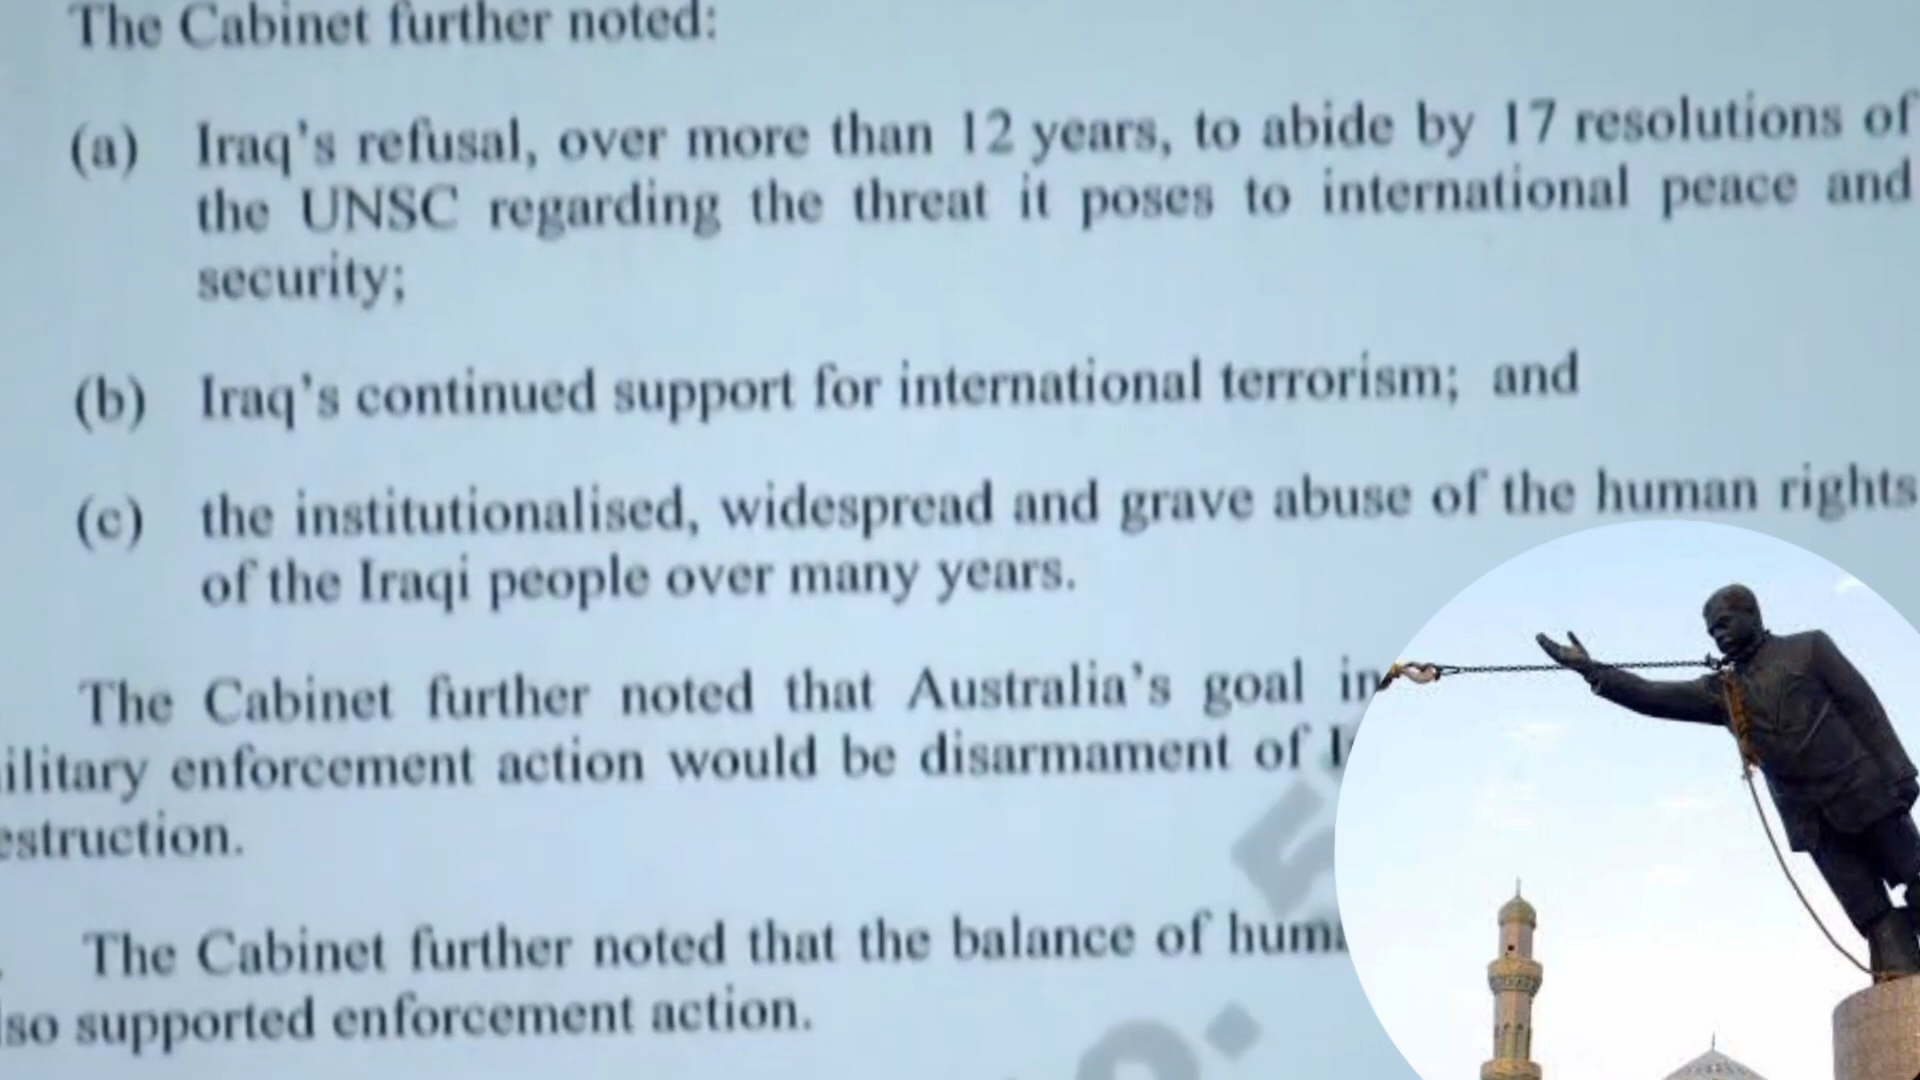 The Cabinet further noted:
(a) Iraq's refusal, over more than 12 years, to abide by 17 resolutions of
the UNSC regarding the threat it poses to international peace and
security;
(b) Iraq's continued support for international terrorism; and
(c) the institutionalised, widespread and grave abuse of the human rights
of the Iraqi people over many years.
The Cabinet further noted that Australia's goal in
ilitary enforcement action would be disarmament of I
estruction.
The Cabinet further noted that the balance of huma
lso supported enforcement action.